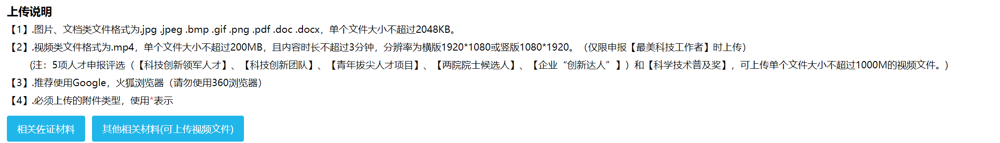 上传说明
【1】.图片、文档类文件格式为.jpg .jpeg .bmp .gif .png .pdf .doc .docx，单个文件大小不超过2048KB。
【2】.视频类文件格式为.mp4，单个文件大小不超过200MB，且内容时长不超过3分钟，分辨率为横版1920*1080或竖版1080*1920。（仅限申报【最美科技工作者】时上传）
(注：5项人才申报评选（【科技创新领军人才】、【科技创新团队】、【青年拔尖人才项目】、【两院院士候选人】、【企业“创新达人”】）和【科学技术普及奖】，可上传单个文件大小不超过1000M的视频文件。)
【3】.推荐使用Google，火狐浏览器（请勿使用360浏览器）
【4】.必须上传的附件类型，使用*表示
相关佐证材料 其他相关材料(可上传视频文件)